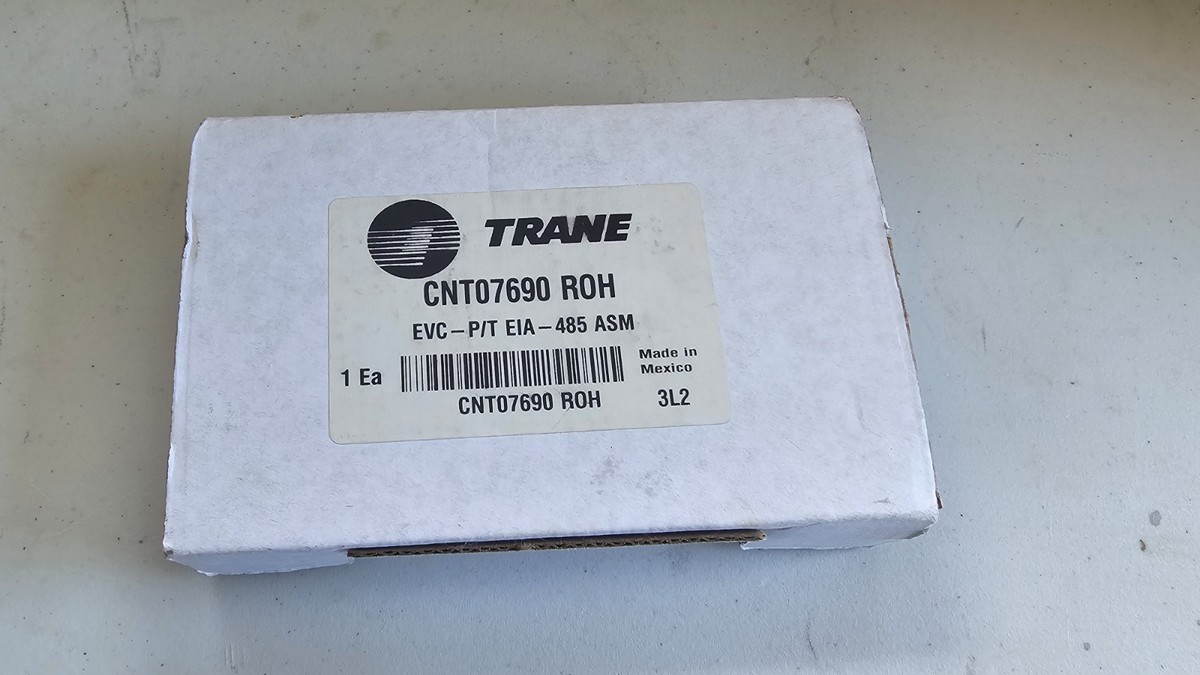 TRANE
CNT07690 ROH
EVC-P/T EIA-485 ASM
1 Ea
Made in
Mexico
CNT07690 ROH
3L2